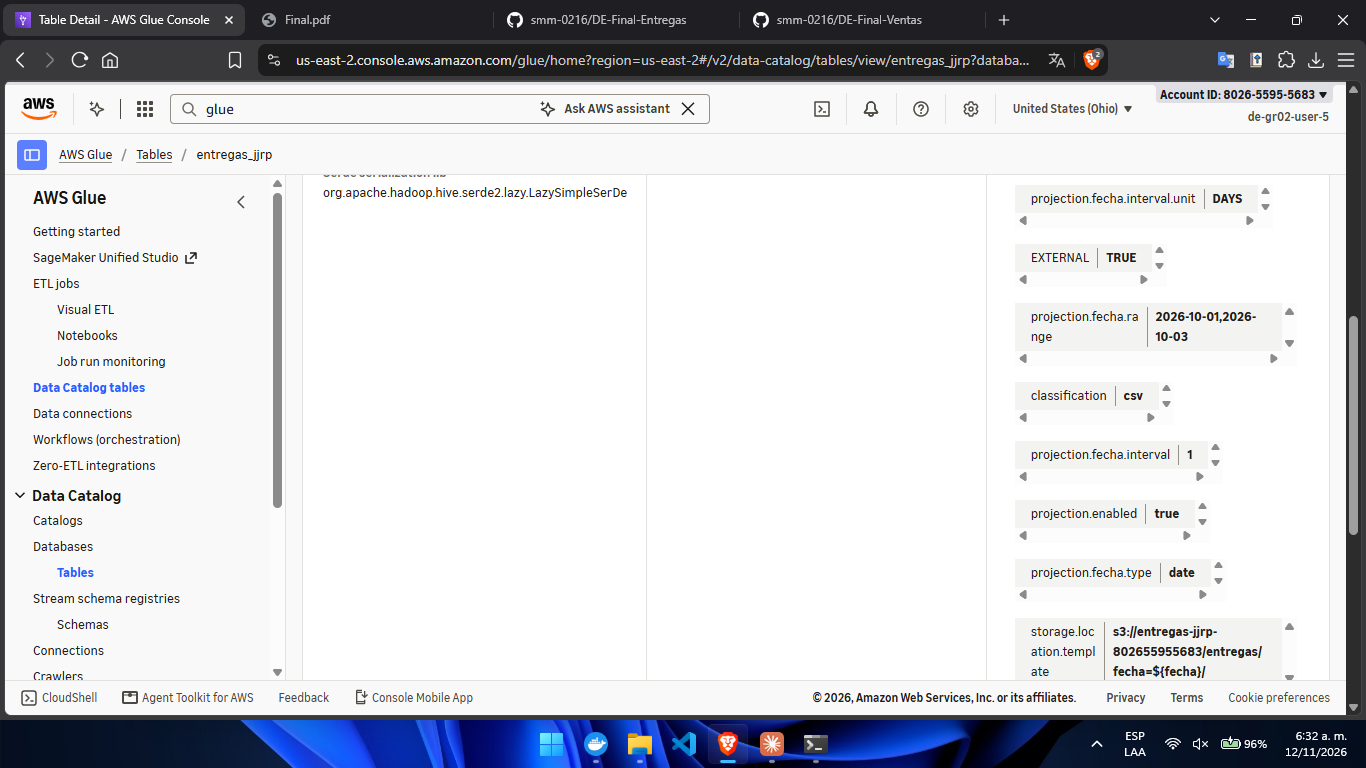 Table Detail - AWS Glue Console
Final.pdf
smm-0216/DE-Final-Entregas
smm-0216/DE-Final-Ventas
us-east-2.console.aws.amazon.com/glue/home?region=us-east-2#/v2/data-catalog/tables/view/entregas_jjrp?databa...
2
aws
glue
Ask AWS assistant
United States (Ohio)
Account ID: 8026-5595-5683
de-gr02-user-5
AWS Glue / Tables / entregas_jjrp
AWS Glue
Getting started
SageMaker Unified Studio
ETL jobs
Visual ETL
Notebooks
Job run monitoring
Data Catalog tables
Data connections
Workflows (orchestration)
Zero-ETL integrations
Data Catalog
Catalogs
Databases
Tables
Stream schema registries
Schemas
Connections
Crawlers
Serde serialization lib
org.apache.hadoop.hive.serde2.lazy.LazySimpleSerDe
projection.fecha.interval.unit DAYS
EXTERNAL TRUE
projection.fecha.ra 2026-10-01,2026-
nge 10-03
classification csv
projection.fecha.interval 1
projection.enabled true
projection.fecha.type date
storage.loc s3://entregas-jjrp-
ation.templ 802655955683/entregas/
ate fecha=${fecha}/
CloudShell
Agent Toolkit for AWS
Feedback
Console Mobile App
© 2026, Amazon Web Services, Inc. or its affiliates.
Privacy
Terms
Cookie preferences
ESP
LAA
96%
6:32 a. m.
12/11/2026